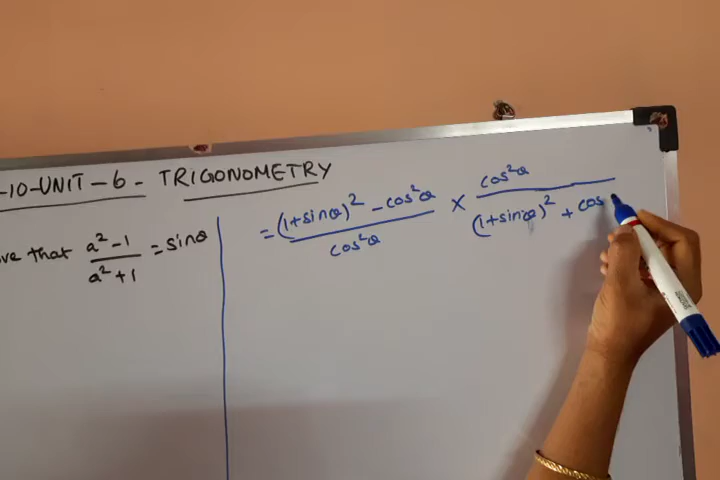 -10-UNIT-6- TRIGONOMETRY
ve that a²-1 / a²+1 = sinθ
= (1+sinθ)² - cos²θ / cos²θ × cos²θ / (1+sinθ)² + cos